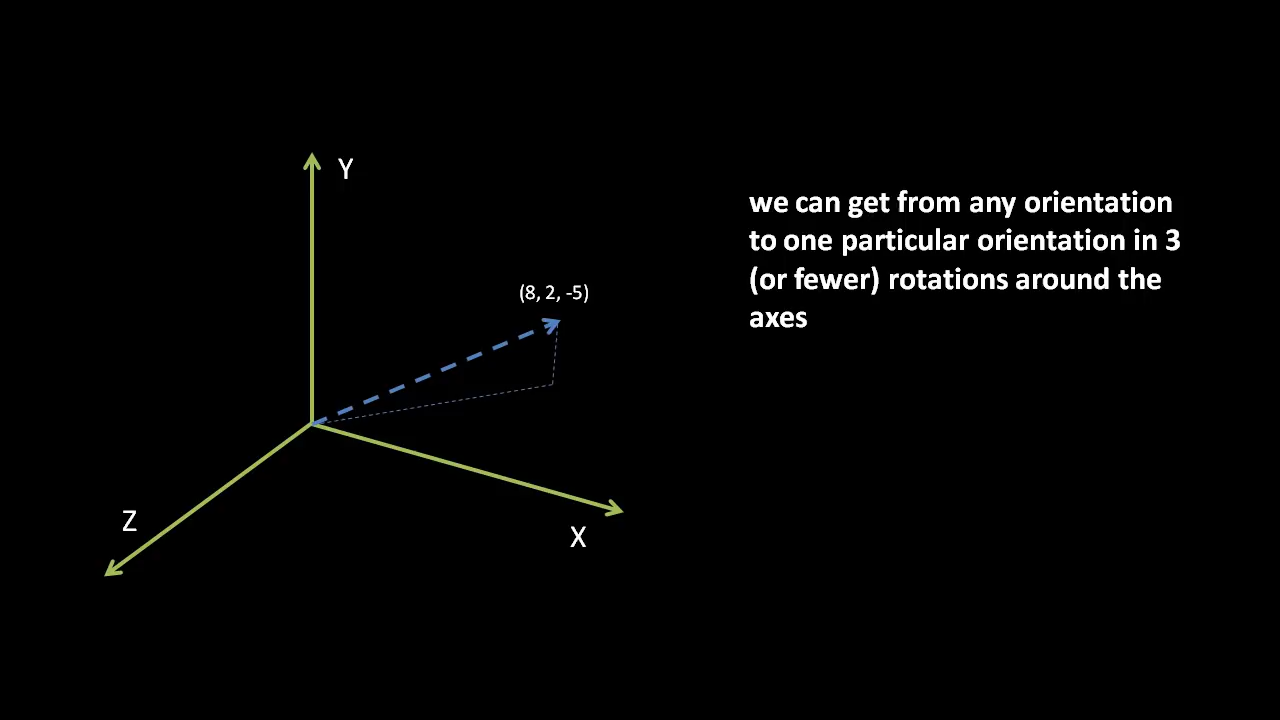 Y
we can get from any orientation
to one particular orientation in 3
(or fewer) rotations around the
axes
(8, 2, -5)
Z
X